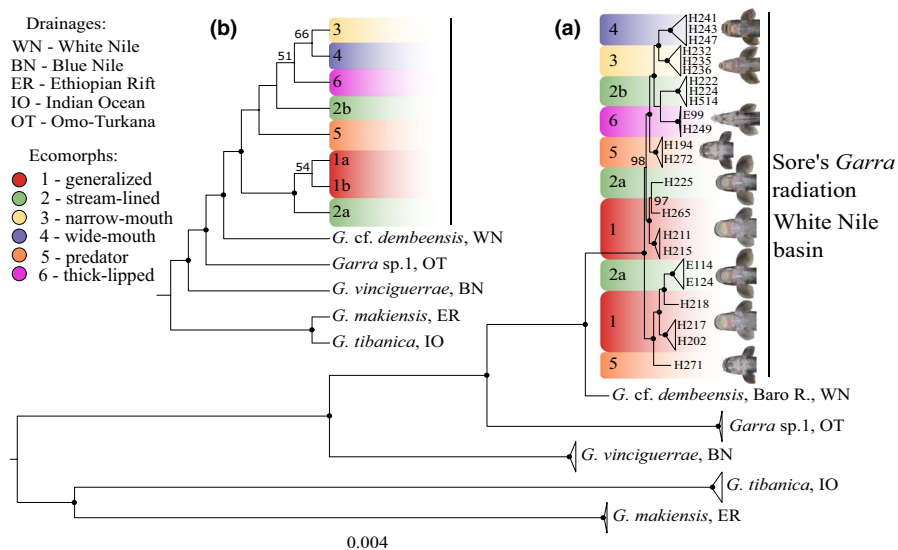 Drainages:
WN - White Nile
BN - Blue Nile
ER - Ethiopian Rift
IO - Indian Ocean
OT - Omo-Turkana
Ecomorphs:
1 - generalized
2 - stream-lined
3 - narrow-mouth
4 - wide-mouth
5 - predator
6 - thick-lipped
(b)
66
3
4
51
6
2b
5
54
1a
1b
2a
G. cf. dembeensis, WN
Garra sp.1, OT
G. vinciguerrae, BN
G. makiensis, ER
G. tibanica, IO
(a)
4
H241
H243
H247
3
H232
H235
H236
2b
H222
H224
H514
6
E99
H249
5
H194
H272
98
2a
H225
97
H265
1
H211
H215
2a
E114
E124
H218
1
H217
H202
5
H271
Sore's Garra
radiation
White Nile
basin
G. cf. dembeensis, Baro R., WN
Garra sp.1, OT
G. vinciguerrae, BN
G. tibanica, IO
G. makiensis, ER
0.004